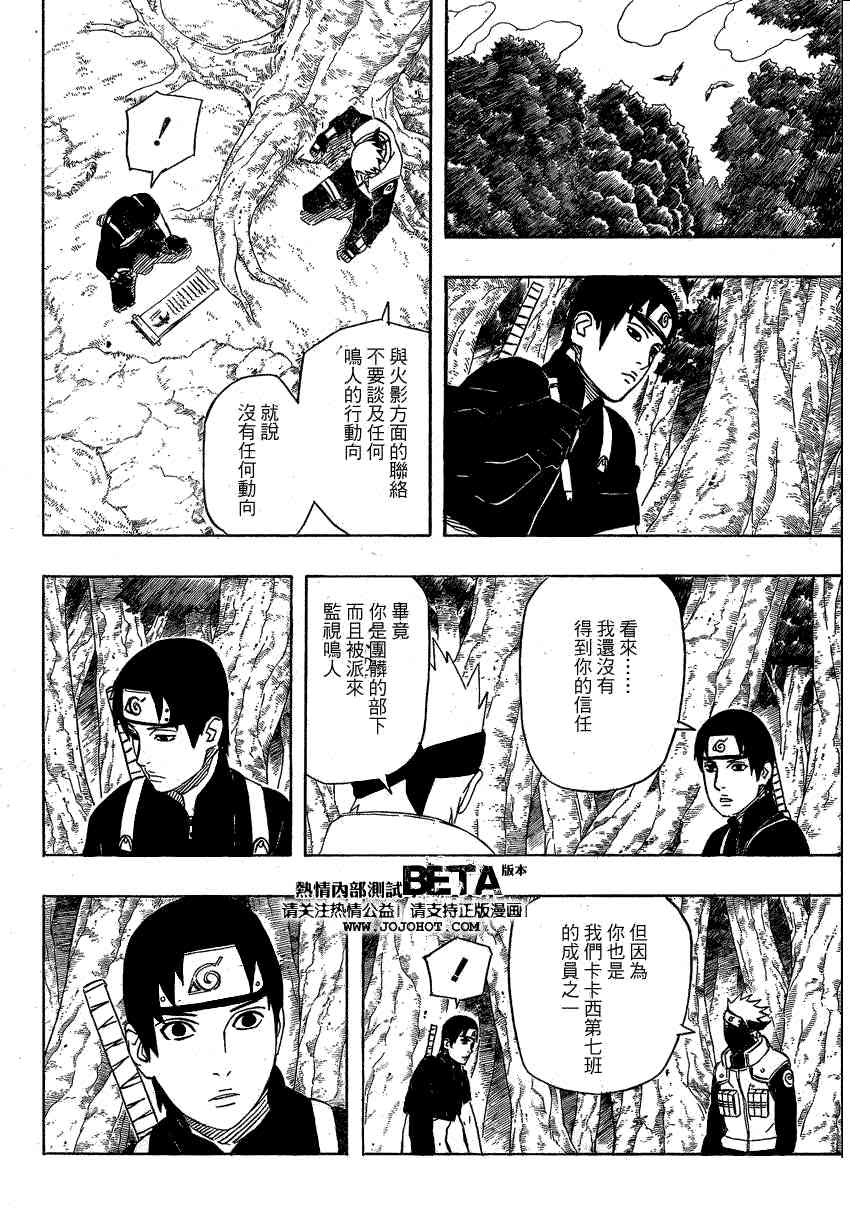 !
與火影方面的聯絡
不要談及任何
鳴人的行動向
就說
沒有任何動向
看來……
我還沒有
得到你的信任
畢竟
你是團髒的部下
而且被派來
監視鳴人
熱情內部測試BETA版本
请关注热情公益| 请支持正版漫画|
WWW.JOJOHOT.COM
但因為
你也是
我們卡卡西第七班
的成員之一
!